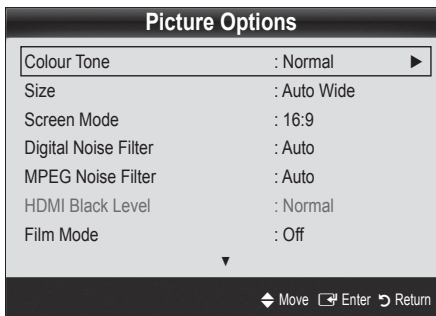 Picture Options
Colour Tone : Normal ►
Size : Auto Wide
Screen Mode : 16:9
Digital Noise Filter : Auto
MPEG Noise Filter : Auto
HDMI Black Level : Normal
Film Mode : Off
▼
Move Enter Return